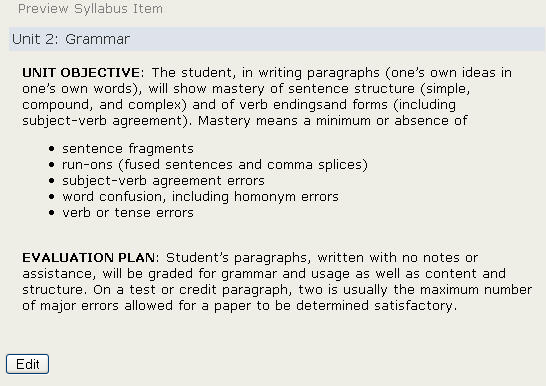 Preview Syllabus Item
Unit 2: Grammar
UNIT OBJECTIVE: The student, in writing paragraphs (one's own ideas in
one's own words), will show mastery of sentence structure (simple,
compound, and complex) and of verb endingsand forms (including
subject-verb agreement). Mastery means a minimum or absence of
• sentence fragments
• run-ons (fused sentences and comma splices)
• subject-verb agreement errors
• word confusion, including homonym errors
• verb or tense errors
EVALUATION PLAN: Student's paragraphs, written with no notes or
assistance, will be graded for grammar and usage as well as content and
structure. On a test or credit paragraph, two is usually the maximum number
of major errors allowed for a paper to be determined satisfactory.
Edit